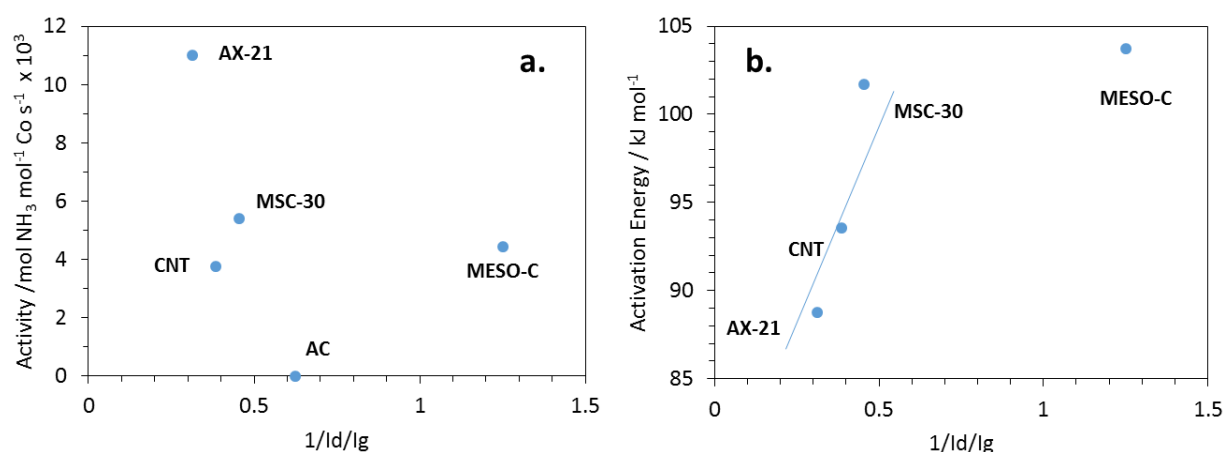 a.
Activity /mol NH₃ mol⁻¹ Co s⁻¹ x 10³
12
10
8
6
4
2
0
AX-21
MSC-30
CNT
MESO-C
AC
0 0.5 1 1.5
1/Id/Ig
b.
Activation Energy / kJ mol⁻¹
105
100
95
90
85
MSC-30
MESO-C
CNT
AX-21
0 0.5 1 1.5
1/Id/Ig